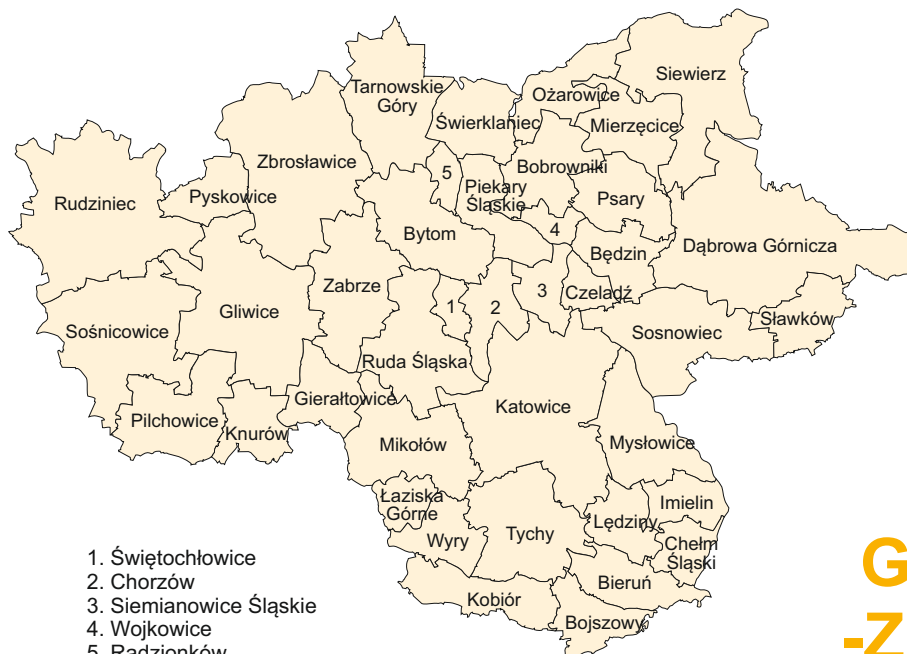 Siewierz
Tarnowskie
Góry
Ożarowice
Świerklaniec
Mierzęcice
Zbrosławice
Bobrowniki
5
Piekary
Śląskie
Pyskowice
Psary
Rudziniec
4
Bytom
Będzin
Dąbrowa Górnicza
Zabrze
3
Czeladź
1
2
Gliwice
Sławków
Sośnicowice
Sosnowiec
Ruda Śląska
Gierałtowice
Katowice
Pilchowice
Knurów
Mikołów
Mysłowice
Łaziska
Górne
Imielin
Lędziny
Tychy
Wyry
Chełm
Śląski
Bieruń
Kobiór
Bojszowy
1. Świętochłowice
2. Chorzów
3. Siemianowice Śląskie
4. Wojkowice
5. Radzionków
G
-Z